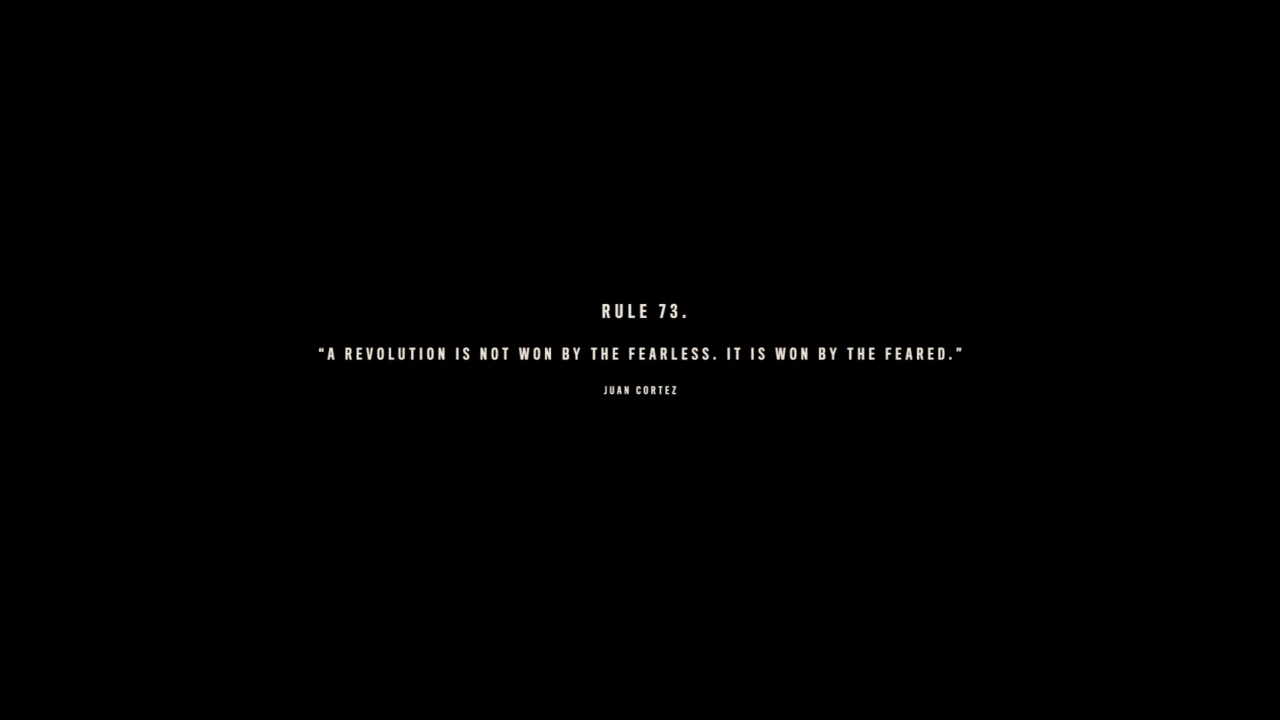 RULE 73.
“A REVOLUTION IS NOT WON BY THE FEARLESS. IT IS WON BY THE FEARED.”
JUAN CORTEZ